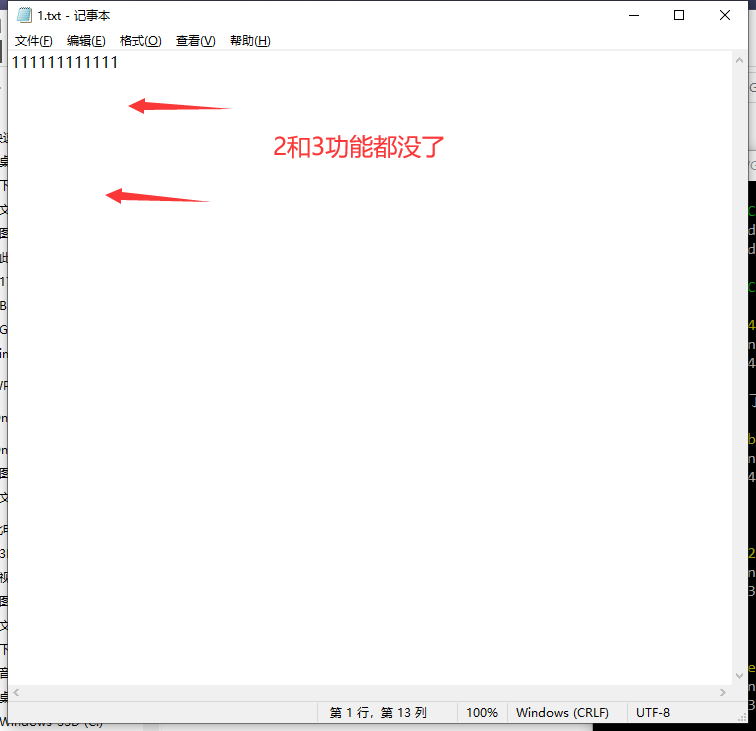 1.txt - 记事本
文件(F) 编辑(E) 格式(O) 查看(V) 帮助(H)
111111111111
2和3功能都没了
第 1 行，第 13 列 100% Windows (CRLF) UTF-8